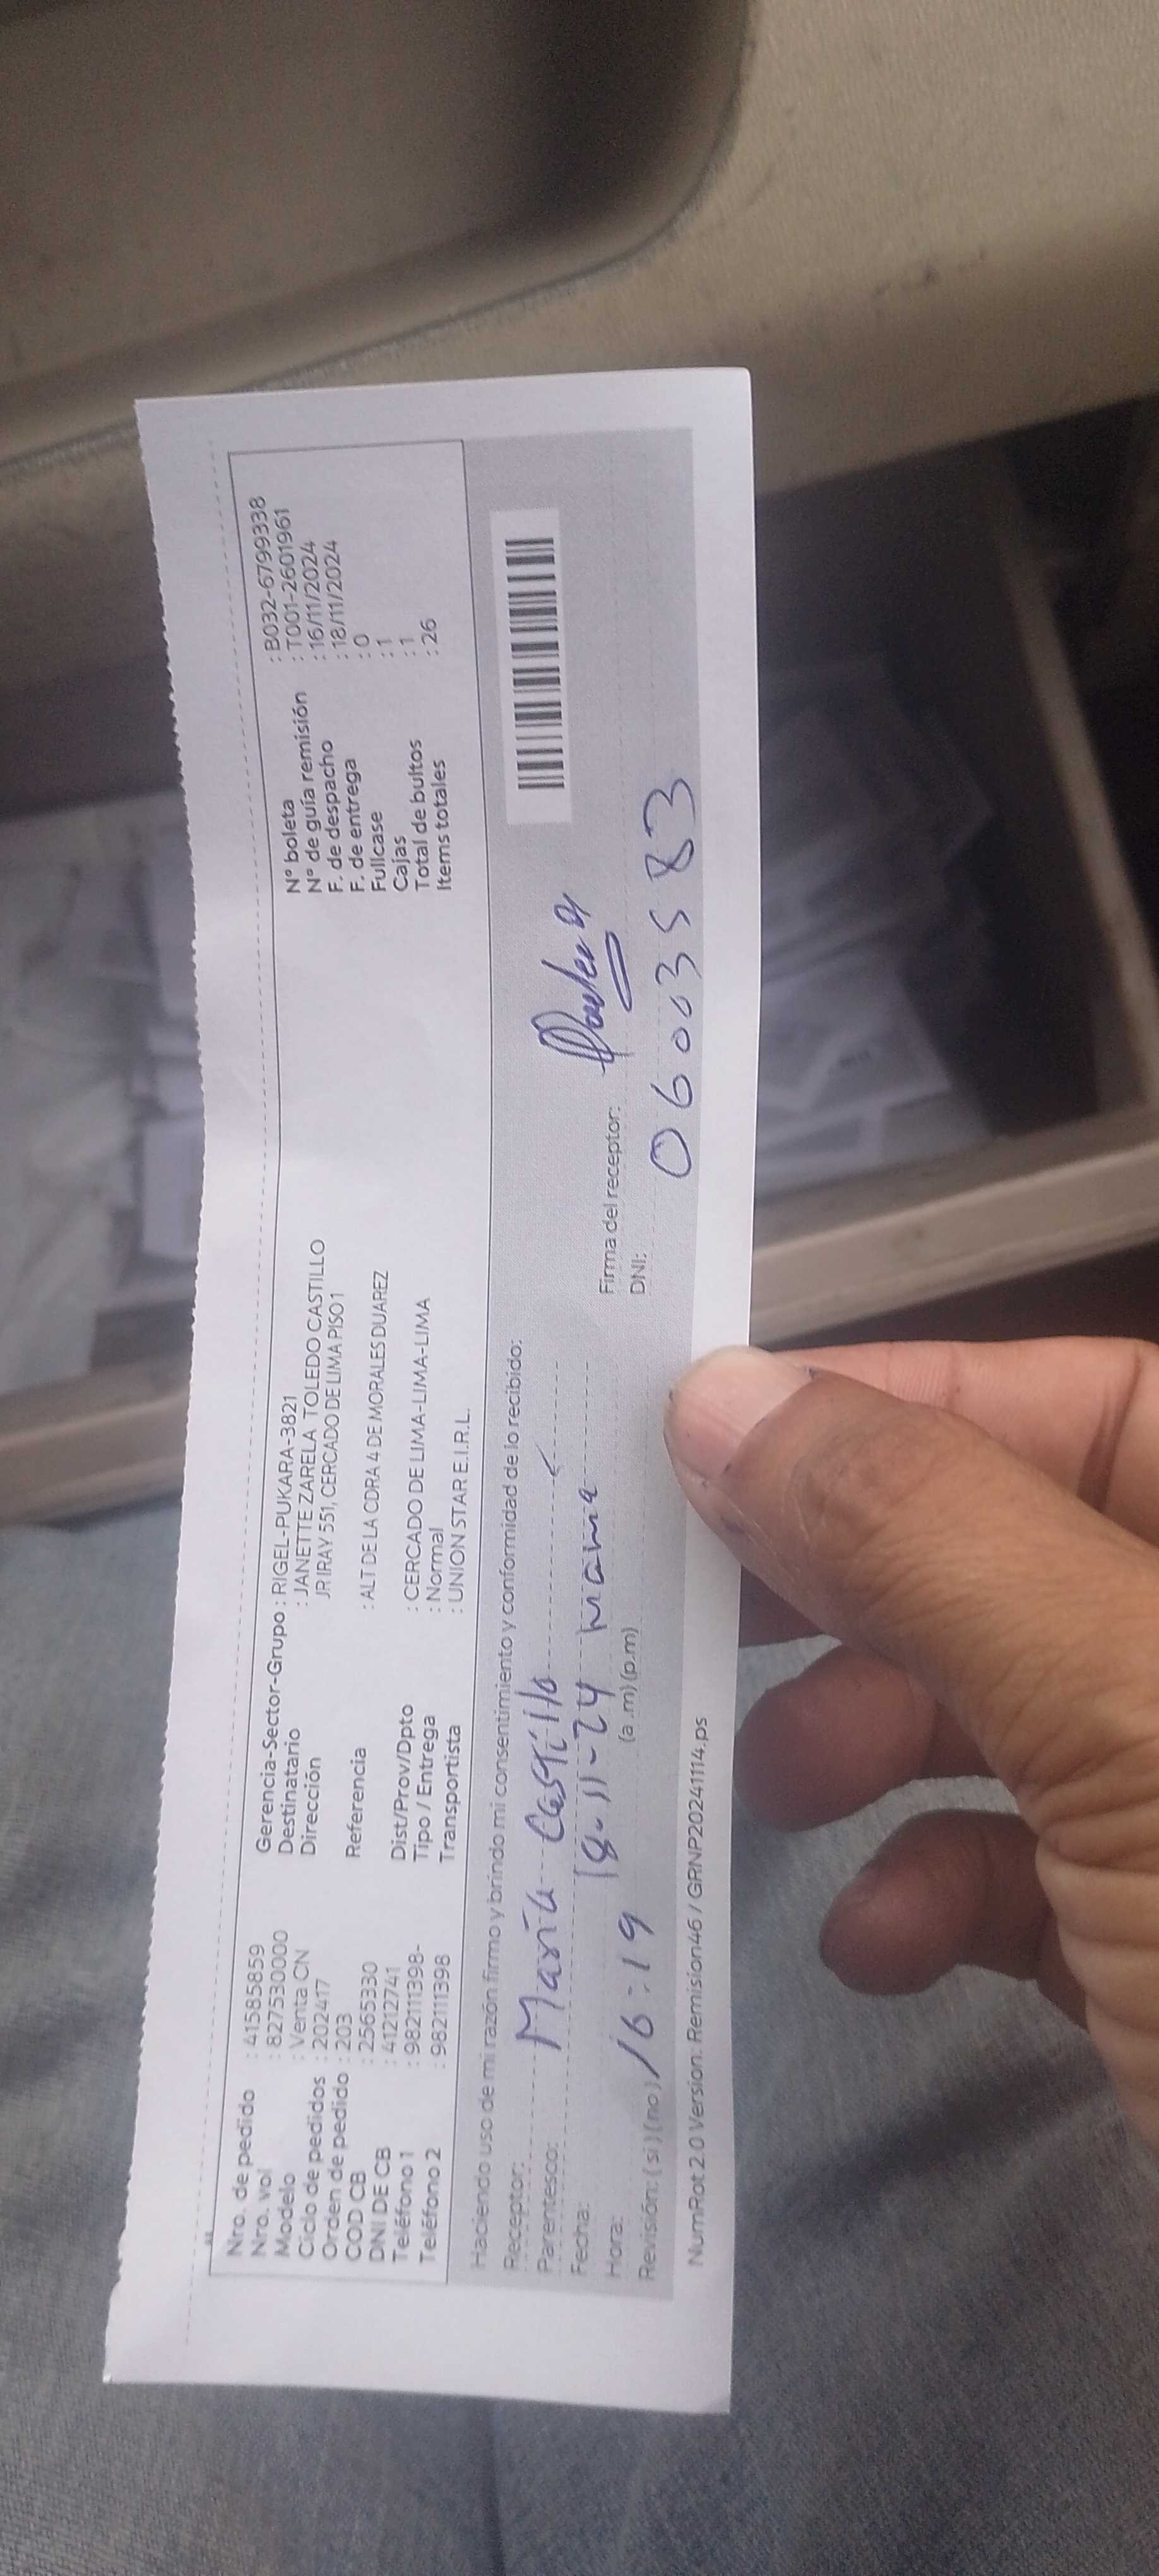 Nro. de pedido : 41585859
Nro. vol : 827530000
Modelo : Venta CN
Ciclo de pedidos : 202417
Orden de pedido : 203
COD CB : 2565330
DNI DE CB : 41212741
Teléfono 1 : 982111398-
Teléfono 2 : 982111398
Gerencia-Sector-Grupo : RIGEL-PUKARA-3821
Destinatario : JANETTE ZARELA TOLEDO CASTILLO
Dirección JR IRAY 551, CERCADO DE LIMA PISO 1
Referencia : ALT DE LA CDRA 4 DE MORALES DUAREZ
Dist/Prov/Dpto : CERCADO DE LIMA-LIMA-LIMA
Tipo / Entrega : Normal
Transportista : UNION STAR E.I.R.L.
N° boleta : B032-6799338
N° de guía remisión : T001-2601961
F. de despacho : 16/11/2024
F. de entrega : 18/11/2024
Fullcase : 0
Cajas : 1
Total de bultos : 1
Items totales : 26
Haciendo uso de mi razón firmo y brindo mi consentimiento y conformidad de lo recibido:
Receptor: María Castillo
Parentesco: mama
Fecha: 18-11-24
Hora: 16:19 (a.m) (p.m)
Revisión: ( si ) ( no )
Firma del receptor:
DNI: 06003583
NumRot 2.0 Version: Remision46 / GRNP20241114.ps